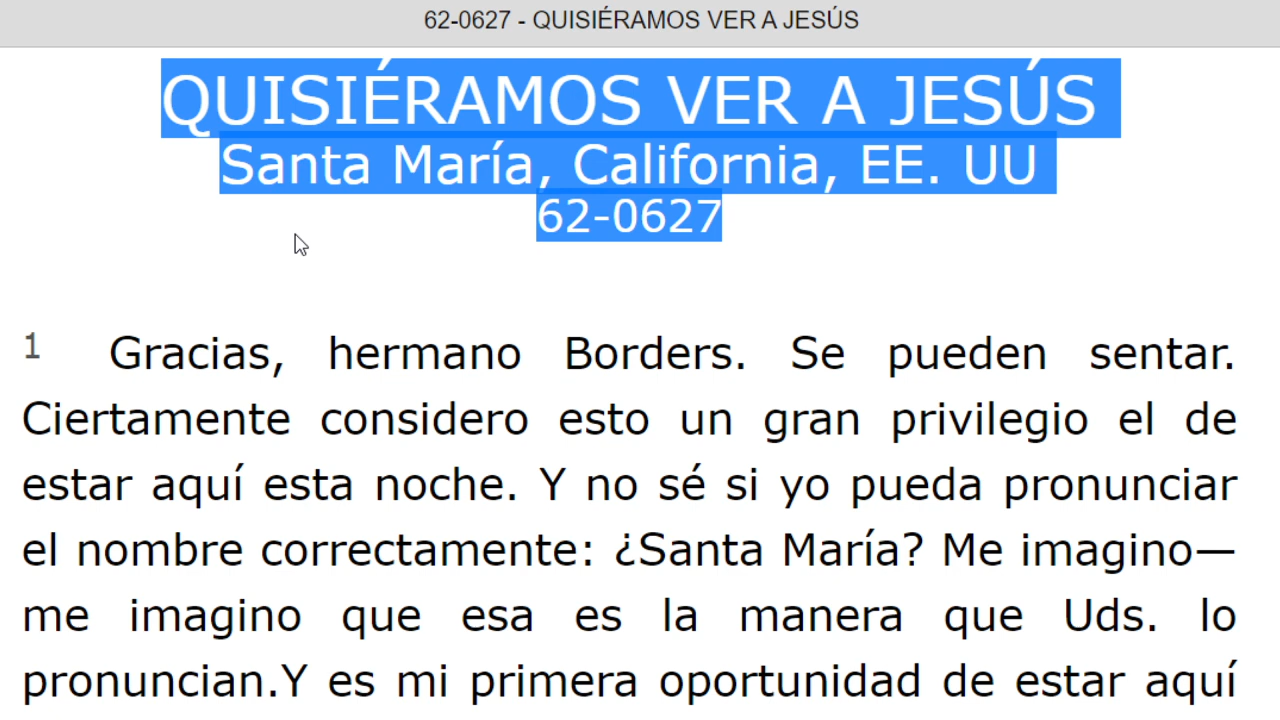 62-0627 - QUISIÉRAMOS VER A JESÚS
QUISIÉRAMOS VER A JESÚS
Santa María, California, EE. UU
62-0627
1 Gracias, hermano Borders. Se pueden sentar.
Ciertamente considero esto un gran privilegio el de
estar aquí esta noche. Y no sé si yo pueda pronunciar
el nombre correctamente: ¿Santa María? Me imagino—
me imagino que esa es la manera que Uds. lo
pronuncian.Y es mi primera oportunidad de estar aquí